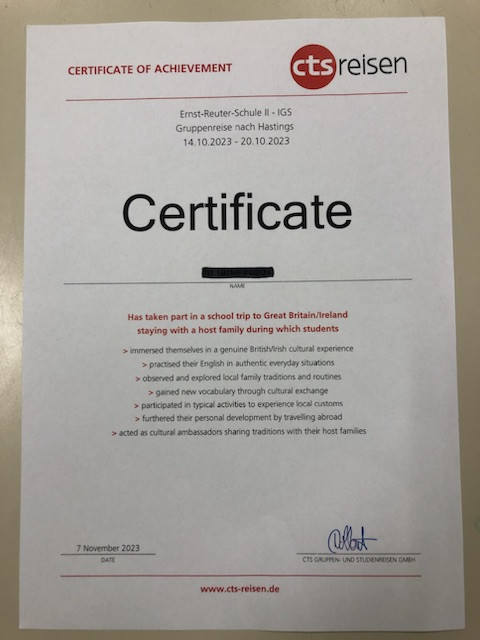 CERTIFICATE OF ACHIEVEMENT
cts reisen
Ernst-Reuter-Schule II - IGS
Gruppenreise nach Hastings
14.10.2023 - 20.10.2023
Certificate
NAME
Has taken part in a school trip to Great Britain/Ireland
staying with a host family during which students
> immersed themselves in a genuine British/Irish cultural experience
> practised their English in authentic everyday situations
> observed and explored local family traditions and routines
> gained new vocabulary through cultural exchange
> participated in typical activities to experience local customs
> furthered their personal development by travelling abroad
> acted as cultural ambassadors sharing traditions with their host families
7 November 2023
DATE
CTS GRUPPEN- UND STUDIENREISEN GMBH
www.cts-reisen.de